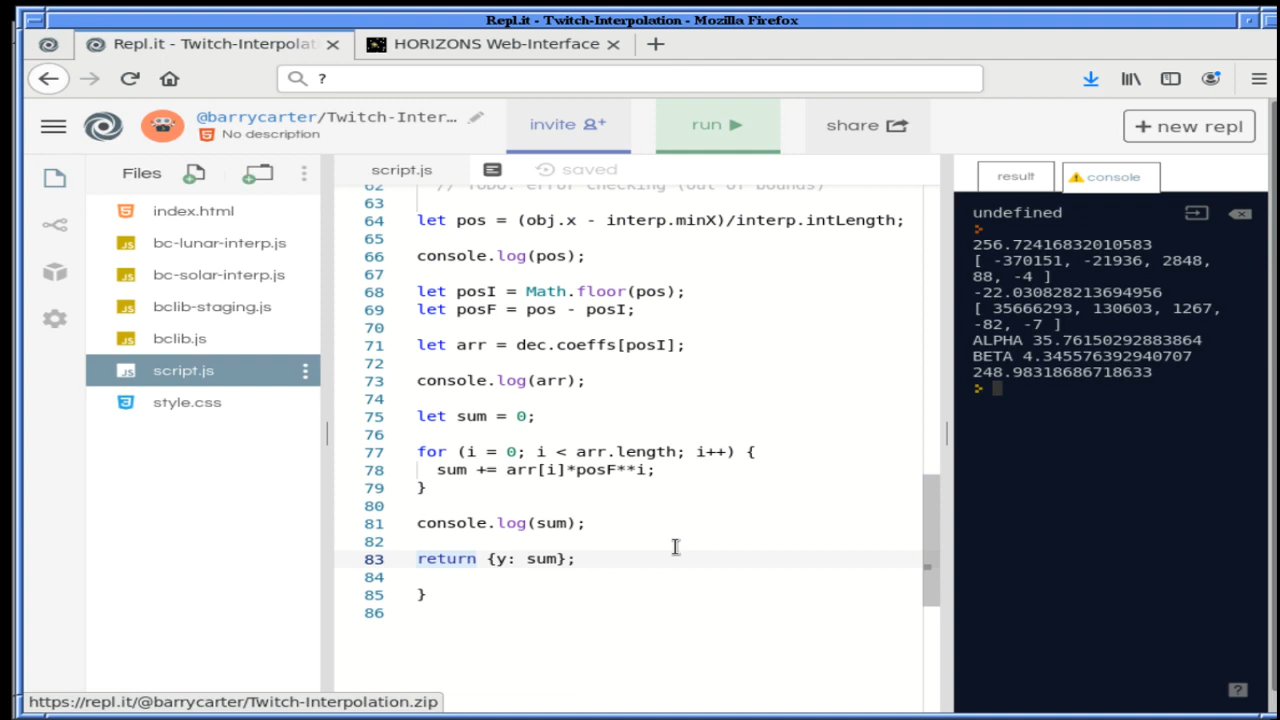 Repl.it - Twitch-Interpolation - Mozilla Firefox
Repl.it - Twitch-Interpolat
HORIZONS Web-Interface
?
@barrycarter/Twitch-Inter…
No description
invite
run
share
+ new repl
Files
script.js
saved
result
console
index.html
bc-lunar-interp.js
bc-solar-interp.js
bclib-staging.js
bclib.js
script.js
style.css
62 // TODO: error checking (out of bounds)
63
64 let pos = (obj.x - interp.minX)/interp.intLength;
65
66 console.log(pos);
67
68 let posI = Math.floor(pos);
69 let posF = pos - posI;
70
71 let arr = dec.coeffs[posI];
72
73 console.log(arr);
74
75 let sum = 0;
76
77 for (i = 0; i < arr.length; i++) {
78 sum += arr[i]*posF**i;
79 }
80
81 console.log(sum);
82
83 return {y: sum};
84
85 }
86
undefined
256.72416832010583
[ -370151, -21936, 2848,
88, -4 ]
-22.030828213694956
[ 35666293, 130603, 1267,
-82, -7 ]
ALPHA 35.76150292883864
BETA 4.345576392940707
248.98318686718633
https://repl.it/@barrycarter/Twitch-Interpolation.zip
?